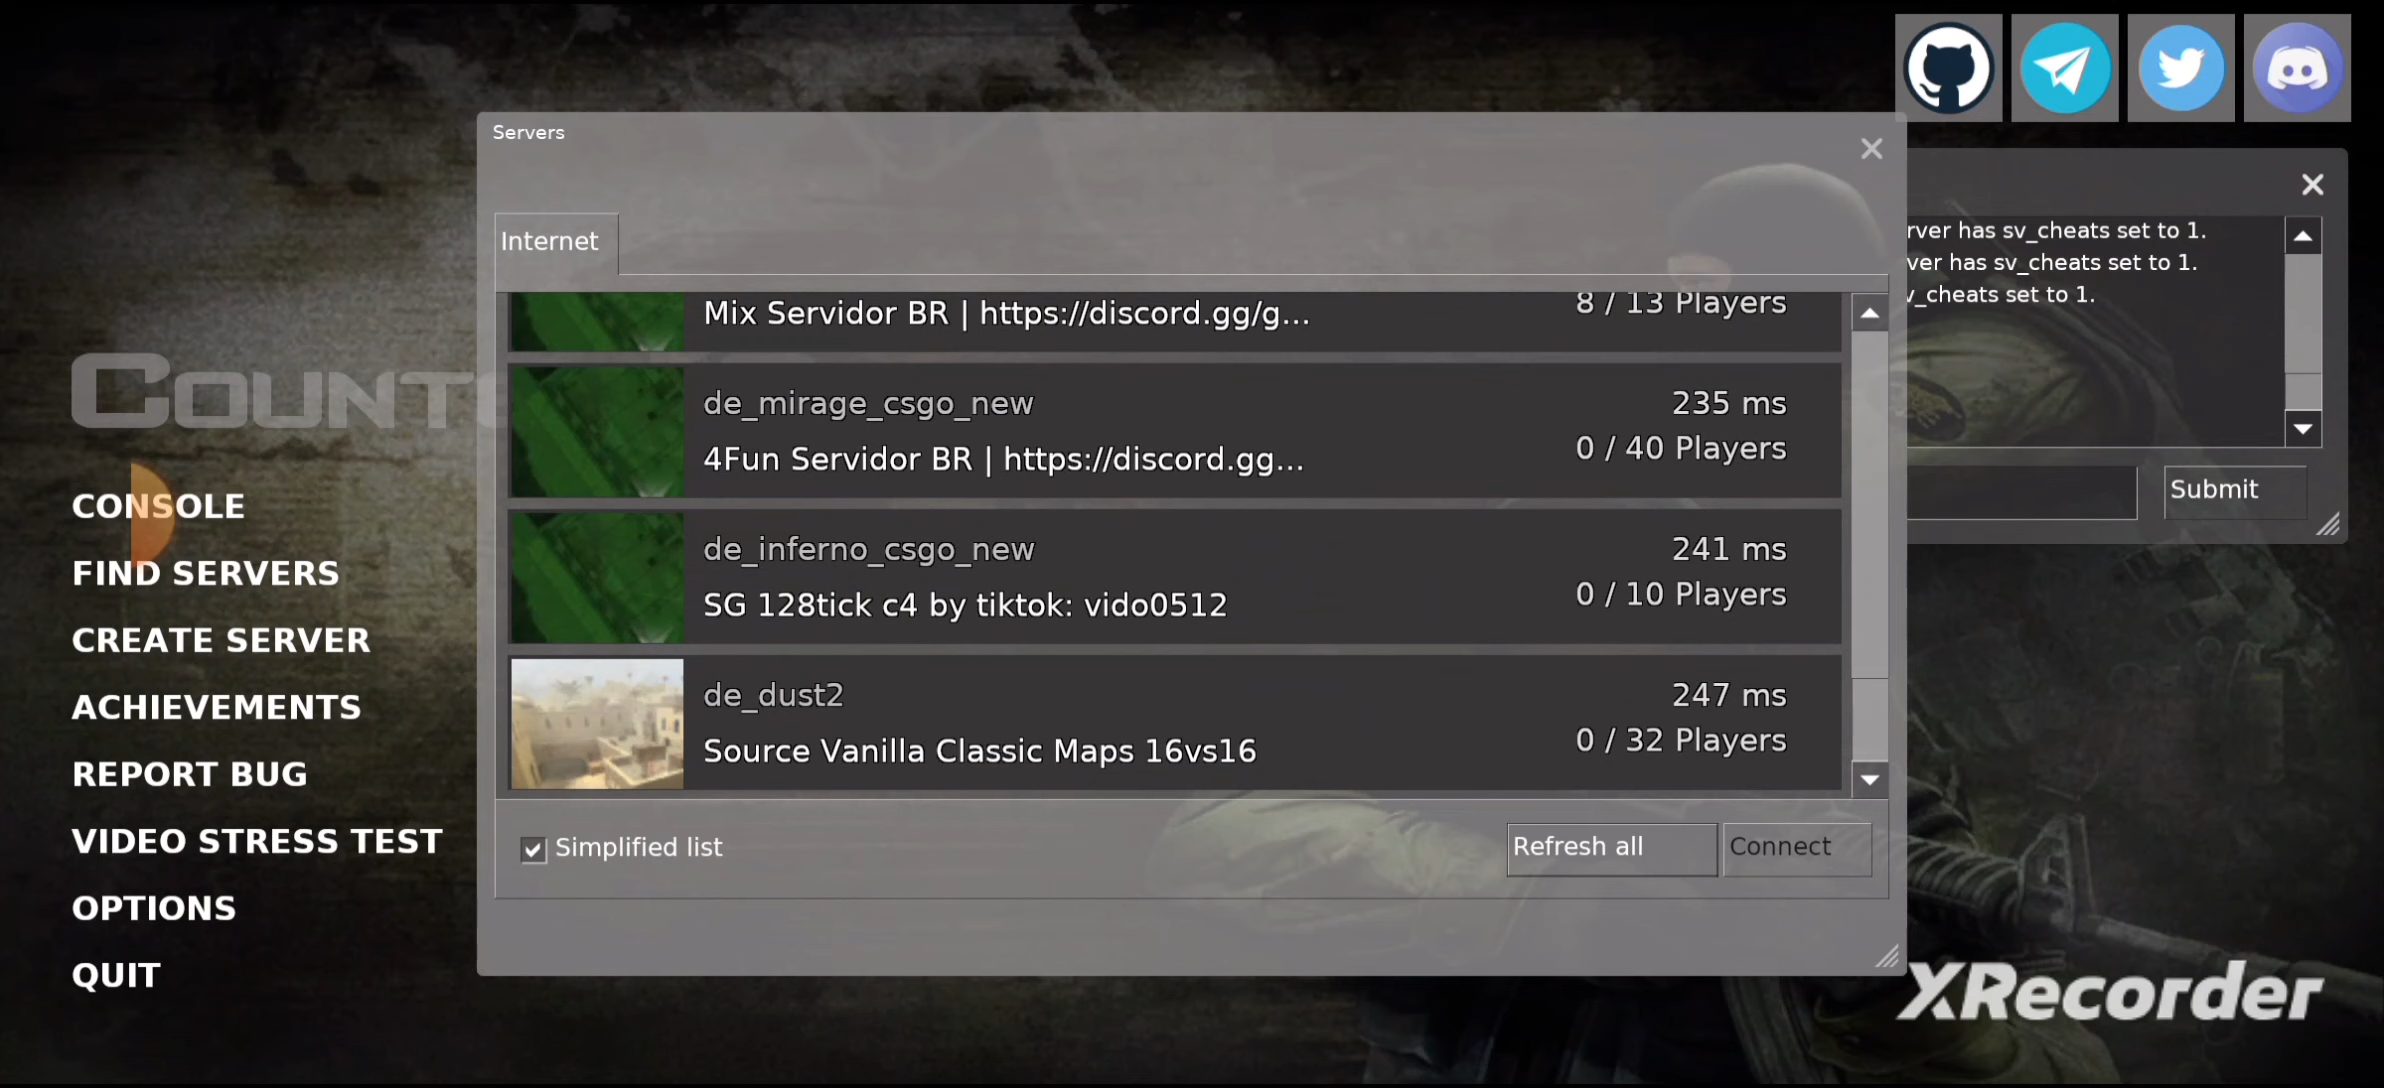 Servers
Internet
Mix Servidor BR | https://discord.gg/g...
8 / 13 Players
de_mirage_csgo_new
235 ms
4Fun Servidor BR | https://discord.gg...
0 / 40 Players
de_inferno_csgo_new
241 ms
SG 128tick c4 by tiktok: vido0512
0 / 10 Players
de_dust2
247 ms
Source Vanilla Classic Maps 16vs16
0 / 32 Players
Simplified list
Refresh all
Connect
rver has sv_cheats set to 1.
ver has sv_cheats set to 1.
v_cheats set to 1.
Submit
COUNT
CONSOLE
FIND SERVERS
CREATE SERVER
ACHIEVEMENTS
REPORT BUG
VIDEO STRESS TEST
OPTIONS
QUIT
XRecorder